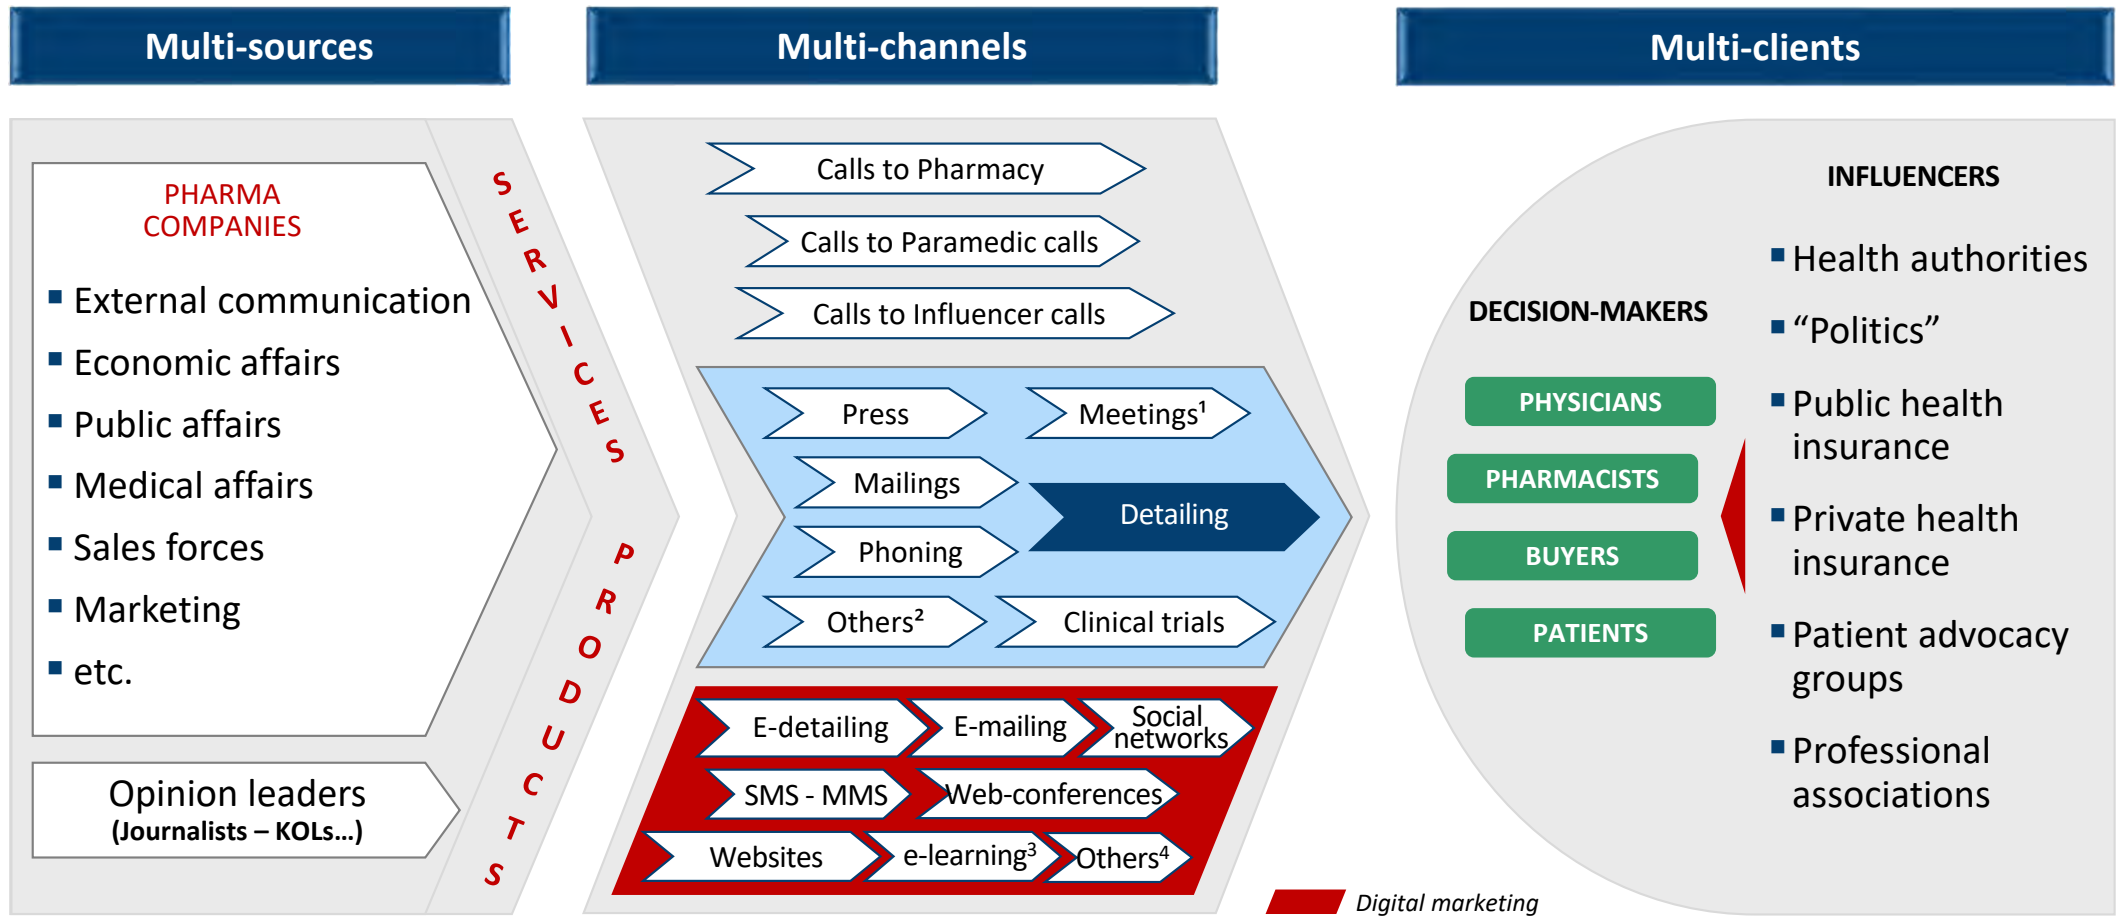 Multi-sources
Multi-channels
Multi-clients
PHARMA
COMPANIES
▪ External communication
▪ Economic affairs
▪ Public affairs
▪ Medical affairs
▪ Sales forces
▪ Marketing
▪ etc.
Opinion leaders
(Journalists – KOLs…)
SERVICES
PRODUCTS
Calls to Pharmacy
Calls to Paramedic calls
Calls to Influencer calls
Press
Meetings¹
Mailings
Detailing
Phoning
Others²
Clinical trials
E-detailing
E-mailing
Social
networks
SMS - MMS
Web-conferences
Websites
e-learning³
Others⁴
Digital marketing
DECISION-MAKERS
PHYSICIANS
PHARMACISTS
BUYERS
PATIENTS
INFLUENCERS
▪ Health authorities
▪ “Politics”
▪ Public health
insurance
▪ Private health
insurance
▪ Patient advocacy
groups
▪ Professional
associations